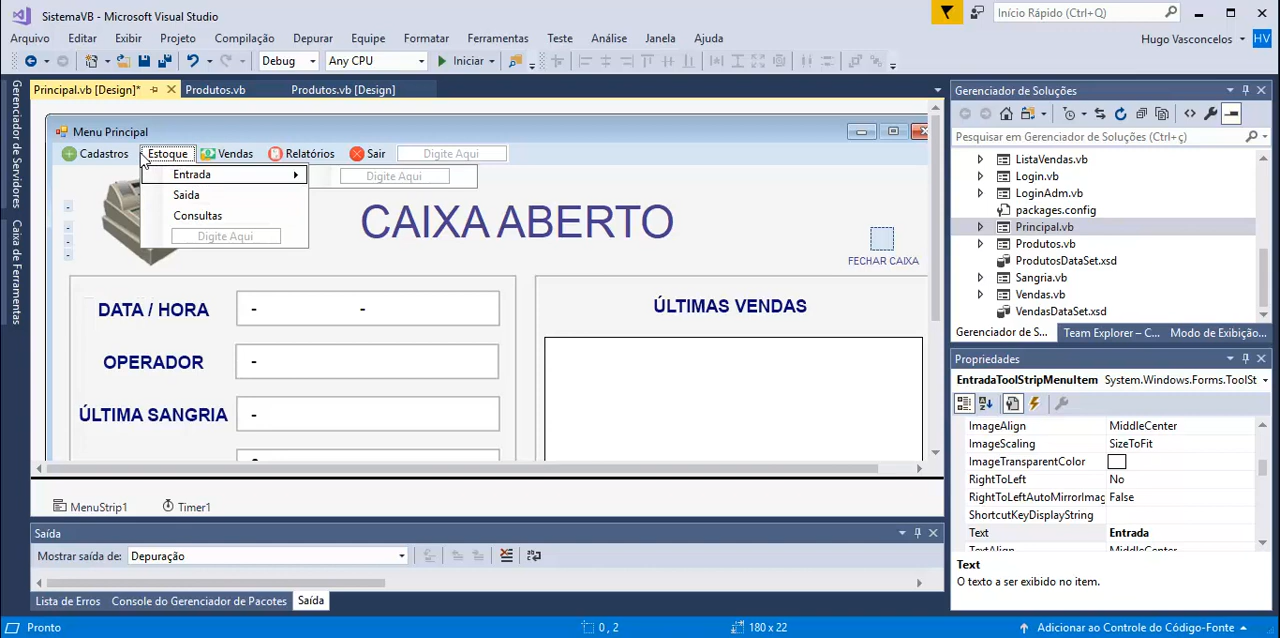 SistemaVB - Microsoft Visual Studio
Início Rápido (Ctrl+Q)
Arquivo Editar Exibir Projeto Compilação Depurar Equipe Formatar Ferramentas Teste Análise Janela Ajuda
Hugo Vasconcelos HV
Debug Any CPU Iniciar
Principal.vb [Design]* Produtos.vb Produtos.vb [Design]
Gerenciador de Servidores
Caixa de Ferramentas
Menu Principal
Cadastros Estoque Vendas Relatórios Sair Digite Aqui
Entrada Digite Aqui
Saida
Consultas
Digite Aqui
CAIXA ABERTO
FECHAR CAIXA
DATA / HORA - -
OPERADOR -
ÚLTIMA SANGRIA -
ÚLTIMAS VENDAS
MenuStrip1 Timer1
Saída
Mostrar saída de: Depuração
Lista de Erros Console do Gerenciador de Pacotes Saída
Gerenciador de Soluções
Pesquisar em Gerenciador de Soluções (Ctrl+ç)
ListaVendas.vb
Login.vb
LoginAdm.vb
packages.config
Principal.vb
Produtos.vb
ProdutosDataSet.xsd
Sangria.vb
Vendas.vb
VendasDataSet.xsd
Gerenciador de S... Team Explorer – C... Modo de Exibição...
Propriedades
EntradaToolStripMenuItem System.Windows.Forms.ToolSt
ImageAlign MiddleCenter
ImageScaling SizeToFit
ImageTransparentColor
RightToLeft No
RightToLeftAutoMirrorImag False
ShortcutKeyDisplayString
Text Entrada
TextAlign MiddleCenter
Text
O texto a ser exibido no item.
Pronto 0 , 2 180 x 22 Adicionar ao Controle do Código-Fonte